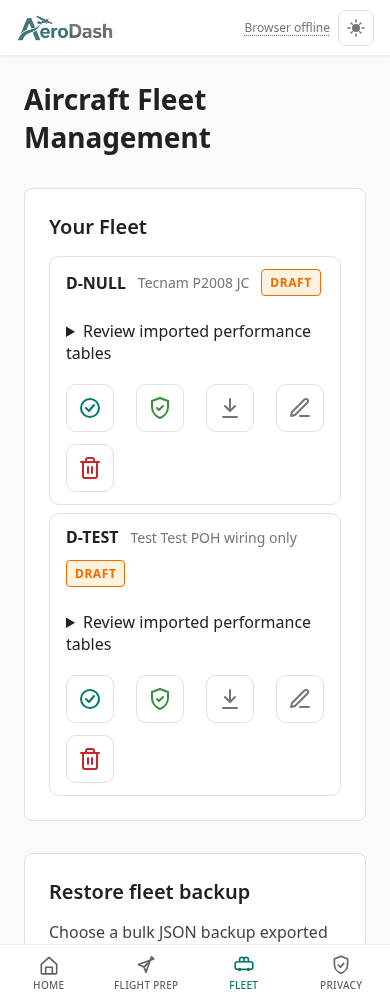 AeroDash
Browser offline
Aircraft Fleet
Management
Your Fleet
D-NULL Tecnam P2008 JC DRAFT
▶ Review imported performance
tables
D-TEST Test Test POH wiring only
DRAFT
▶ Review imported performance
tables
Restore fleet backup
Choose a bulk JSON backup exported
HOME FLIGHT PREP FLEET PRIVACY